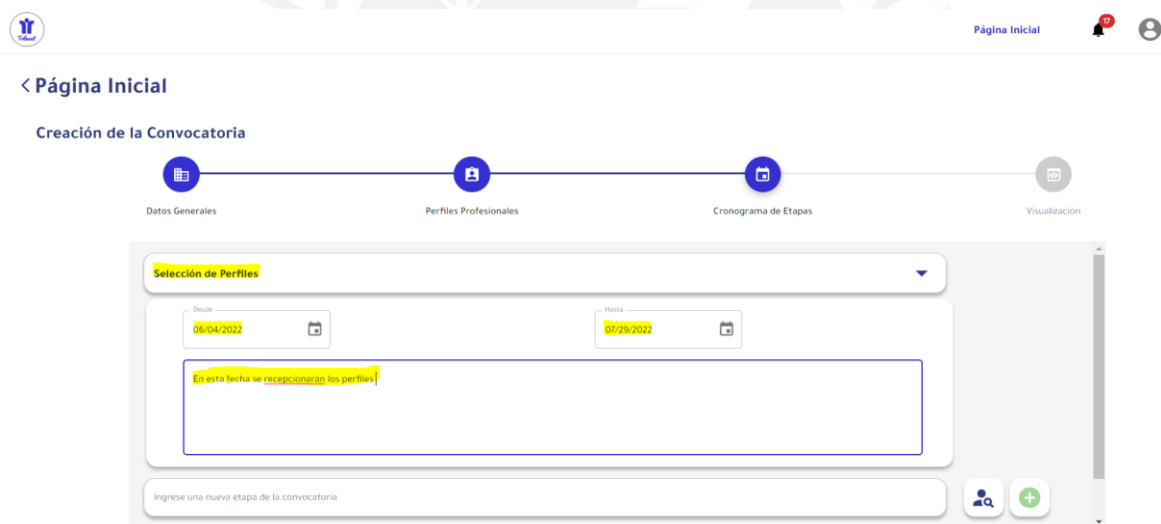 Página Inicial
17
Página Inicial
Creación de la Convocatoria
Datos Generales
Perfiles Profesionales
Cronograma de Etapas
Visualización
Selección de Perfiles
Desde
Hasta
06/04/2022
07/29/2022
En esta fecha se recepcionarán los perfiles
Ingrese una nueva etapa de la convocatoria